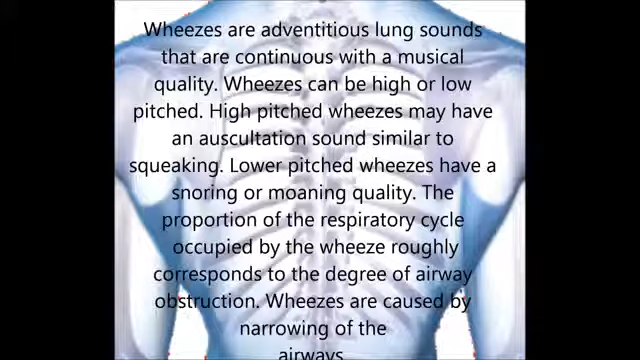 Wheezes are adventitious lung sounds
that are continuous with a musical
quality. Wheezes can be high or low
pitched. High pitched wheezes may have
an auscultation sound similar to
squeaking. Lower pitched wheezes have a
snoring or moaning quality. The
proportion of the respiratory cycle
occupied by the wheeze roughly
corresponds to the degree of airway
obstruction. Wheezes are caused by
narrowing of the
airways